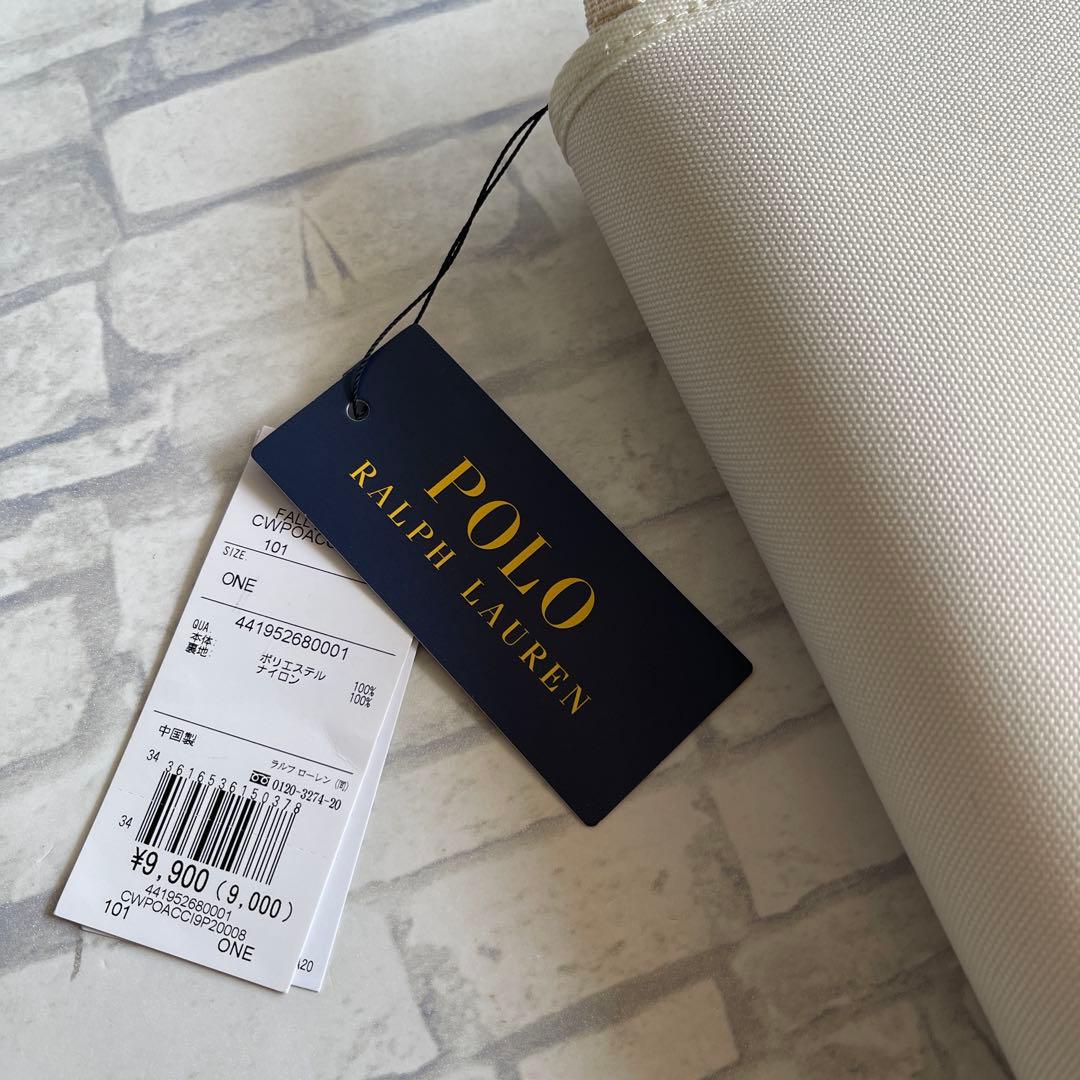 POLO
RALPH LAUREN
CWPOACC
101
SIZE.
ONE
QUA. 441952680001
本体: ポリエステル 100%
裏地: ナイロン 100%
中国製
ラルフ ローレン (同)
0120-3274-20
34
3616536150378
34
¥9,900 (9,000)
441952680001
CWPOACCI9P20008
101
ONE
A20